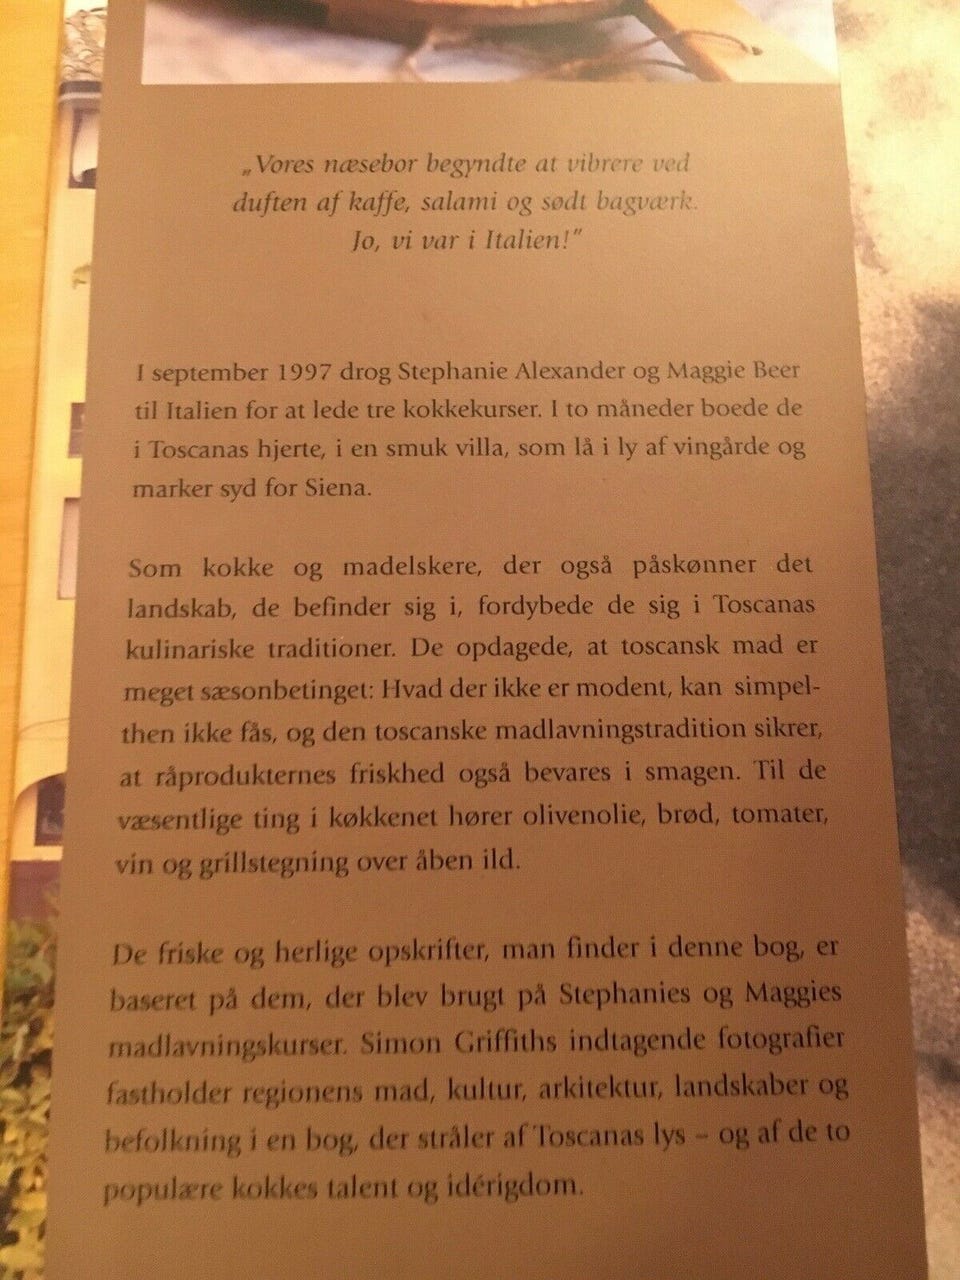 „Vores næsebor begyndte at vibrere ved
duften af kaffe, salami og sødt bagværk.
Jo, vi var i Italien!”
I september 1997 drog Stephanie Alexander og Maggie Beer
til Italien for at lede tre kokkekurser. I to måneder boede de
i Toscanas hjerte, i en smuk villa, som lå i ly af vingårde og
marker syd for Siena.
Som kokke og madelskere, der også påskønner det
landskab, de befinder sig i, fordybede de sig i Toscanas
kulinariske traditioner. De opdagede, at toscansk mad er
meget sæsonbetinget: Hvad der ikke er modent, kan simpel-
then ikke fås, og den toscanske madlavningstradition sikrer,
at råprodukternes friskhed også bevares i smagen. Til de
væsentlige ting i køkkenet hører olivenolie, brød, tomater,
vin og grillstegning over åben ild.
De friske og herlige opskrifter, man finder i denne bog, er
baseret på dem, der blev brugt på Stephanies og Maggies
madlavningskurser. Simon Griffiths indtagende fotografier
fastholder regionens mad, kultur, arkitektur, landskaber og
befolkning i en bog, der stråler af Toscanas lys – og af de to
populære kokkes talent og idérigdom.